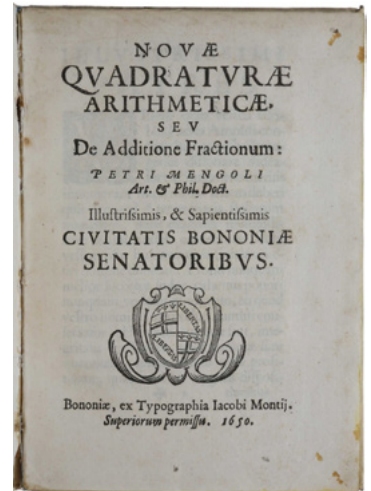 NOVÆ
QVADRATVRÆ
ARITHMETICÆ,
SEV
De Additione Fractionum:
PETRI MENGOLI
Art. & Phil. Doct.
Illustrissimis, & Sapientissimis
CIVITATIS BONONIÆ
SENATORIBVS.
Bononiæ, ex Typographia Iacobi Montij.
Superiorum permissu. 1650.